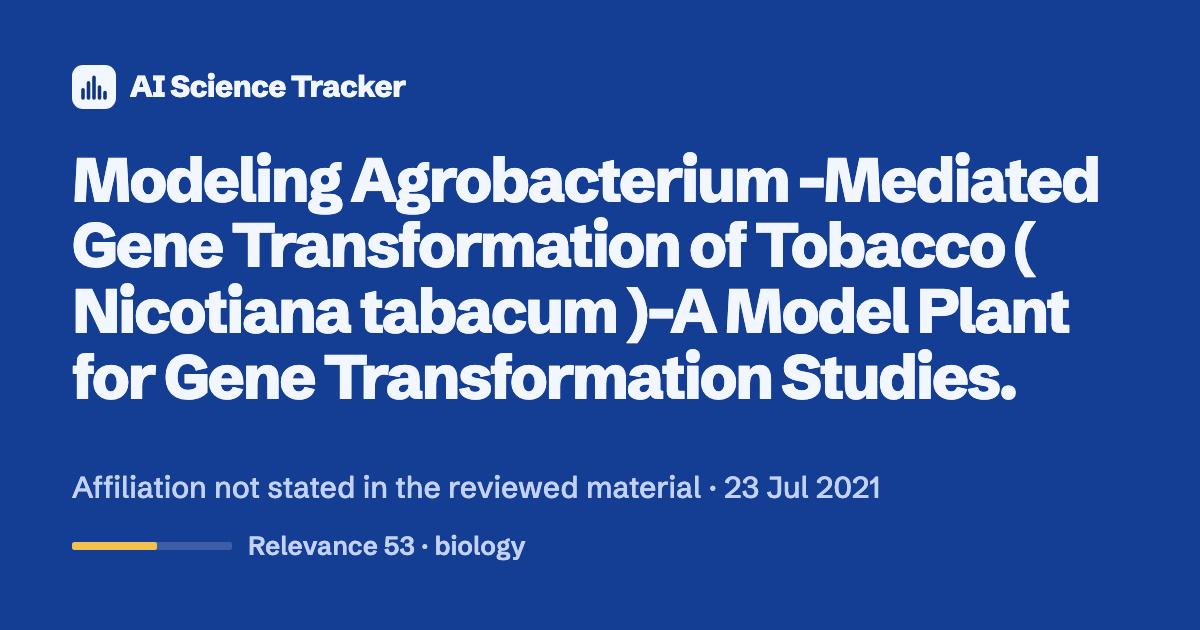 AI Science Tracker
Modeling Agrobacterium -Mediated
Gene Transformation of Tobacco (
Nicotiana tabacum )-A Model Plant
for Gene Transformation Studies.
Affiliation not stated in the reviewed material · 23 Jul 2021
Relevance 53 · biology